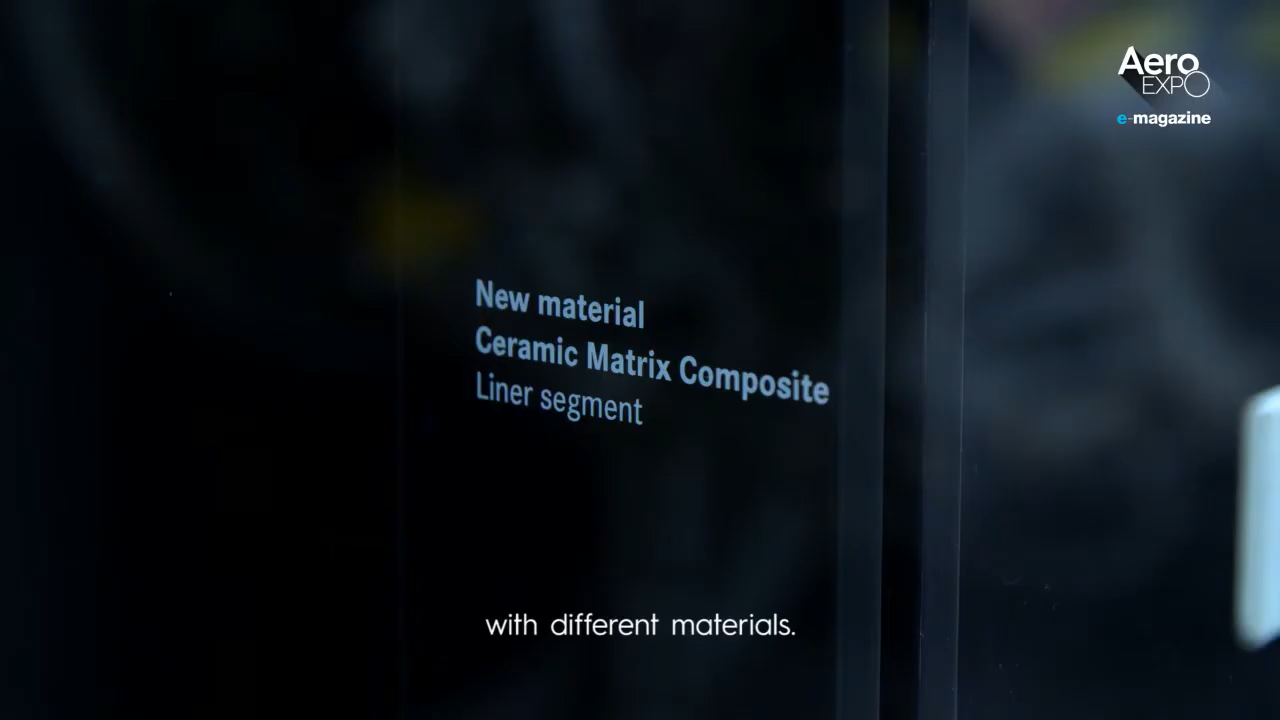 Aero
EXPO
e-magazine
New material
Ceramic Matrix Composite
Liner segment
with different materials.